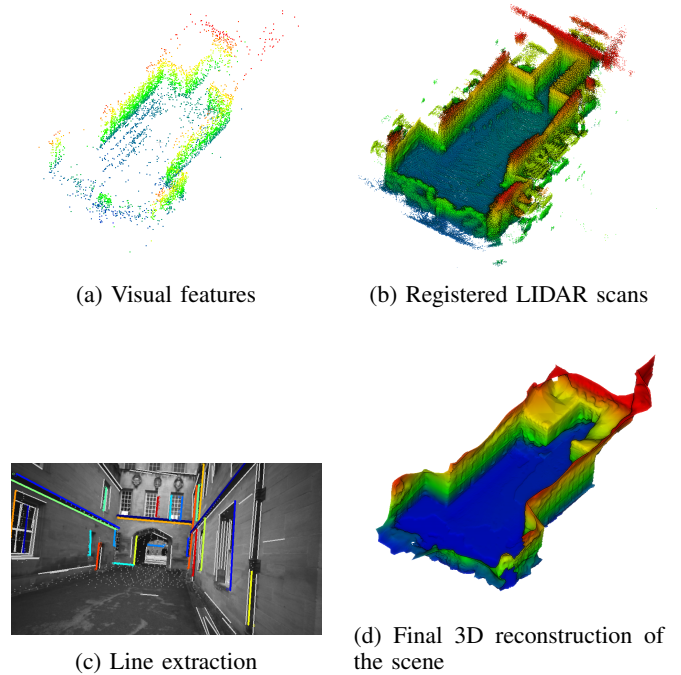 (a) Visual features
(b) Registered LIDAR scans
(c) Line extraction
(d) Final 3D reconstruction of
the scene